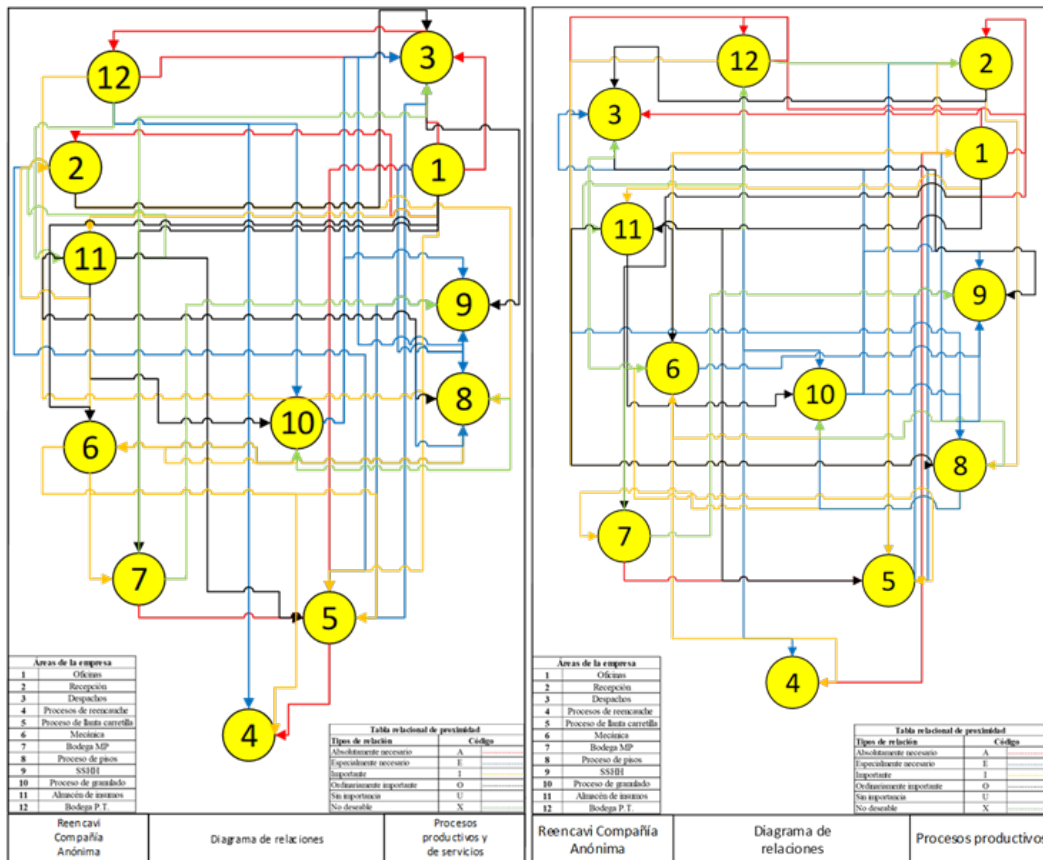 12
3
1
2
11
9
8
10
6
7
5
4
Áreas de la empresa
1 Oficinas
2 Recepción
3 Despachos
4 Procesos de reencauche
5 Proceso de llanta carretilla
6 Mecánica
7 Bodega MP
8 Proceso de pisos
9 SSHH
10 Proceso de granulado
11 Almacén de insumos
12 Bodega P.T.
Tabla relacional de proximidad
Tipos de relación Código
Absolutamente necesario A
Especialmente necesario E
Importante I
Ordinariamente importante O
Sin importancia U
No deseable X
Reencavi
Compañía
Anónima
Diagrama de relaciones
Procesos
productivos y
de servicios
12
2
3
1
11
9
6
10
8
7
5
4
Áreas de la empresa
1 Oficinas
2 Recepción
3 Despachos
4 Procesos de reencauche
5 Proceso de llanta carretilla
6 Mecánica
7 Bodega MP
8 Proceso de pisos
9 SSHH
10 Proceso de granulado
11 Almacén de insumos
12 Bodega P.T.
Tabla relacional de proximidad
Tipos de relación Código
Absolutamente necesario A
Especialmente necesario E
Importante I
Ordinariamente importante O
Sin importancia U
No deseable X
Reencavi Compañía
Anónima
Diagrama de
relaciones
Procesos productivos